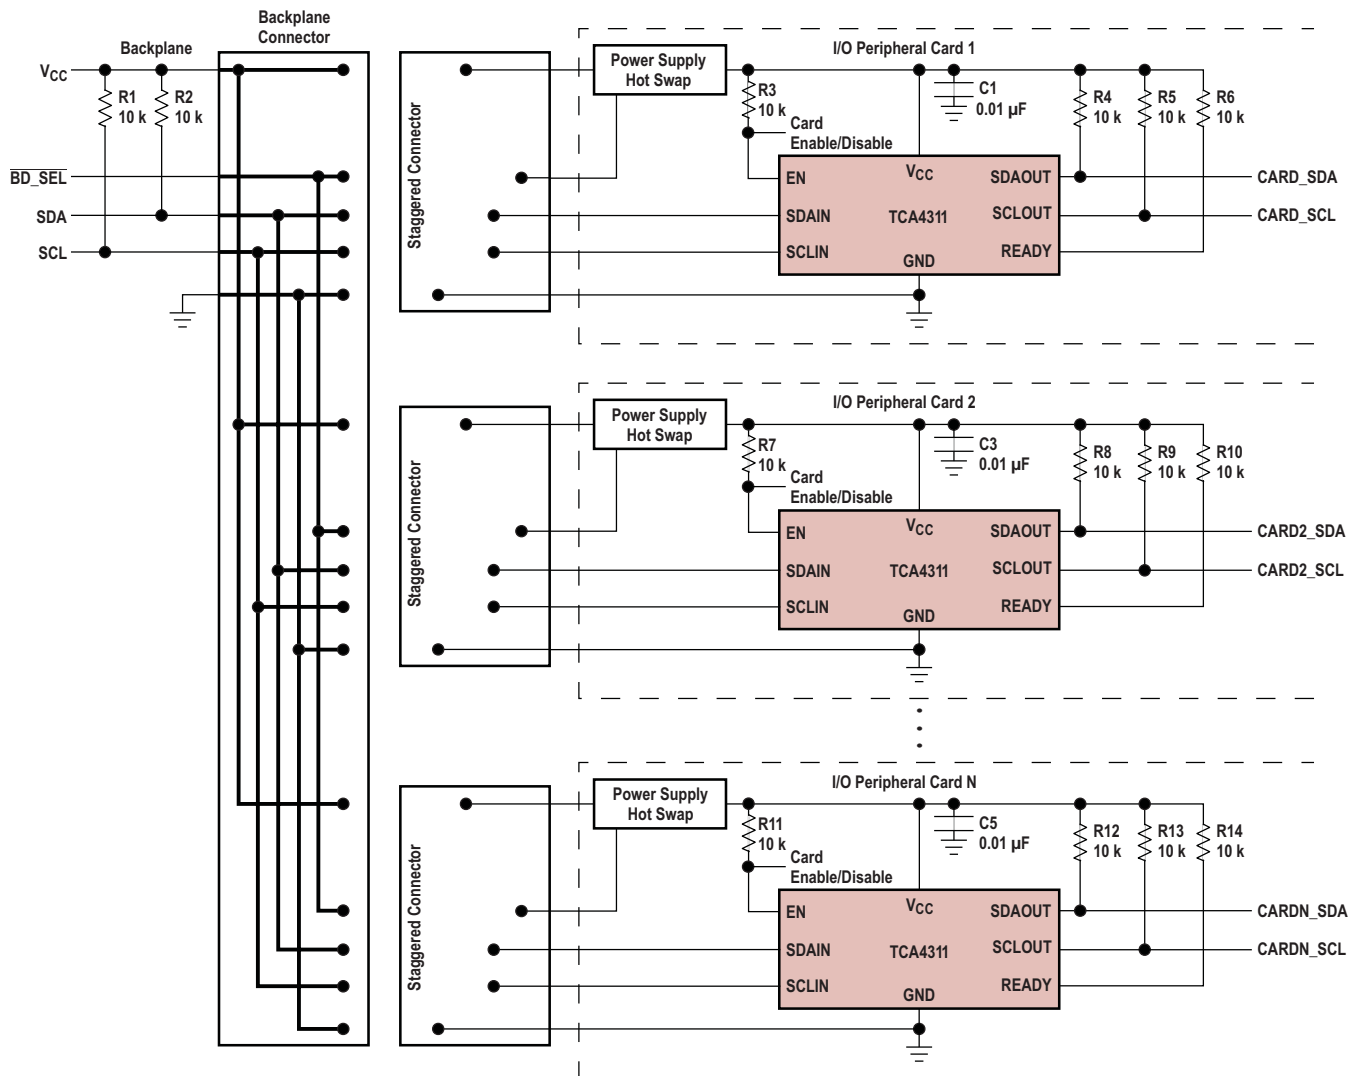 Backplane
Connector
Backplane
VCC
R1
10 k
R2
10 k
BD_SEL
SDA
SCL
Staggered Connector
I/O Peripheral Card 1
Power Supply
Hot Swap
R3
10 k
Card
Enable/Disable
C1
0.01 µF
R4
10 k
R5
10 k
R6
10 k
EN
VCC
SDAOUT
SDAIN
TCA4311
SCLOUT
SCLIN
GND
READY
CARD_SDA
CARD_SCL
Staggered Connector
I/O Peripheral Card 2
Power Supply
Hot Swap
R7
10 k
Card
Enable/Disable
C3
0.01 µF
R8
10 k
R9
10 k
R10
10 k
EN
VCC
SDAOUT
SDAIN
TCA4311
SCLOUT
SCLIN
GND
READY
CARD2_SDA
CARD2_SCL
Staggered Connector
I/O Peripheral Card N
Power Supply
Hot Swap
R11
10 k
Card
Enable/Disable
C5
0.01 µF
R12
10 k
R13
10 k
R14
10 k
EN
VCC
SDAOUT
SDAIN
TCA4311
SCLOUT
SCLIN
GND
READY
CARDN_SDA
CARDN_SCL